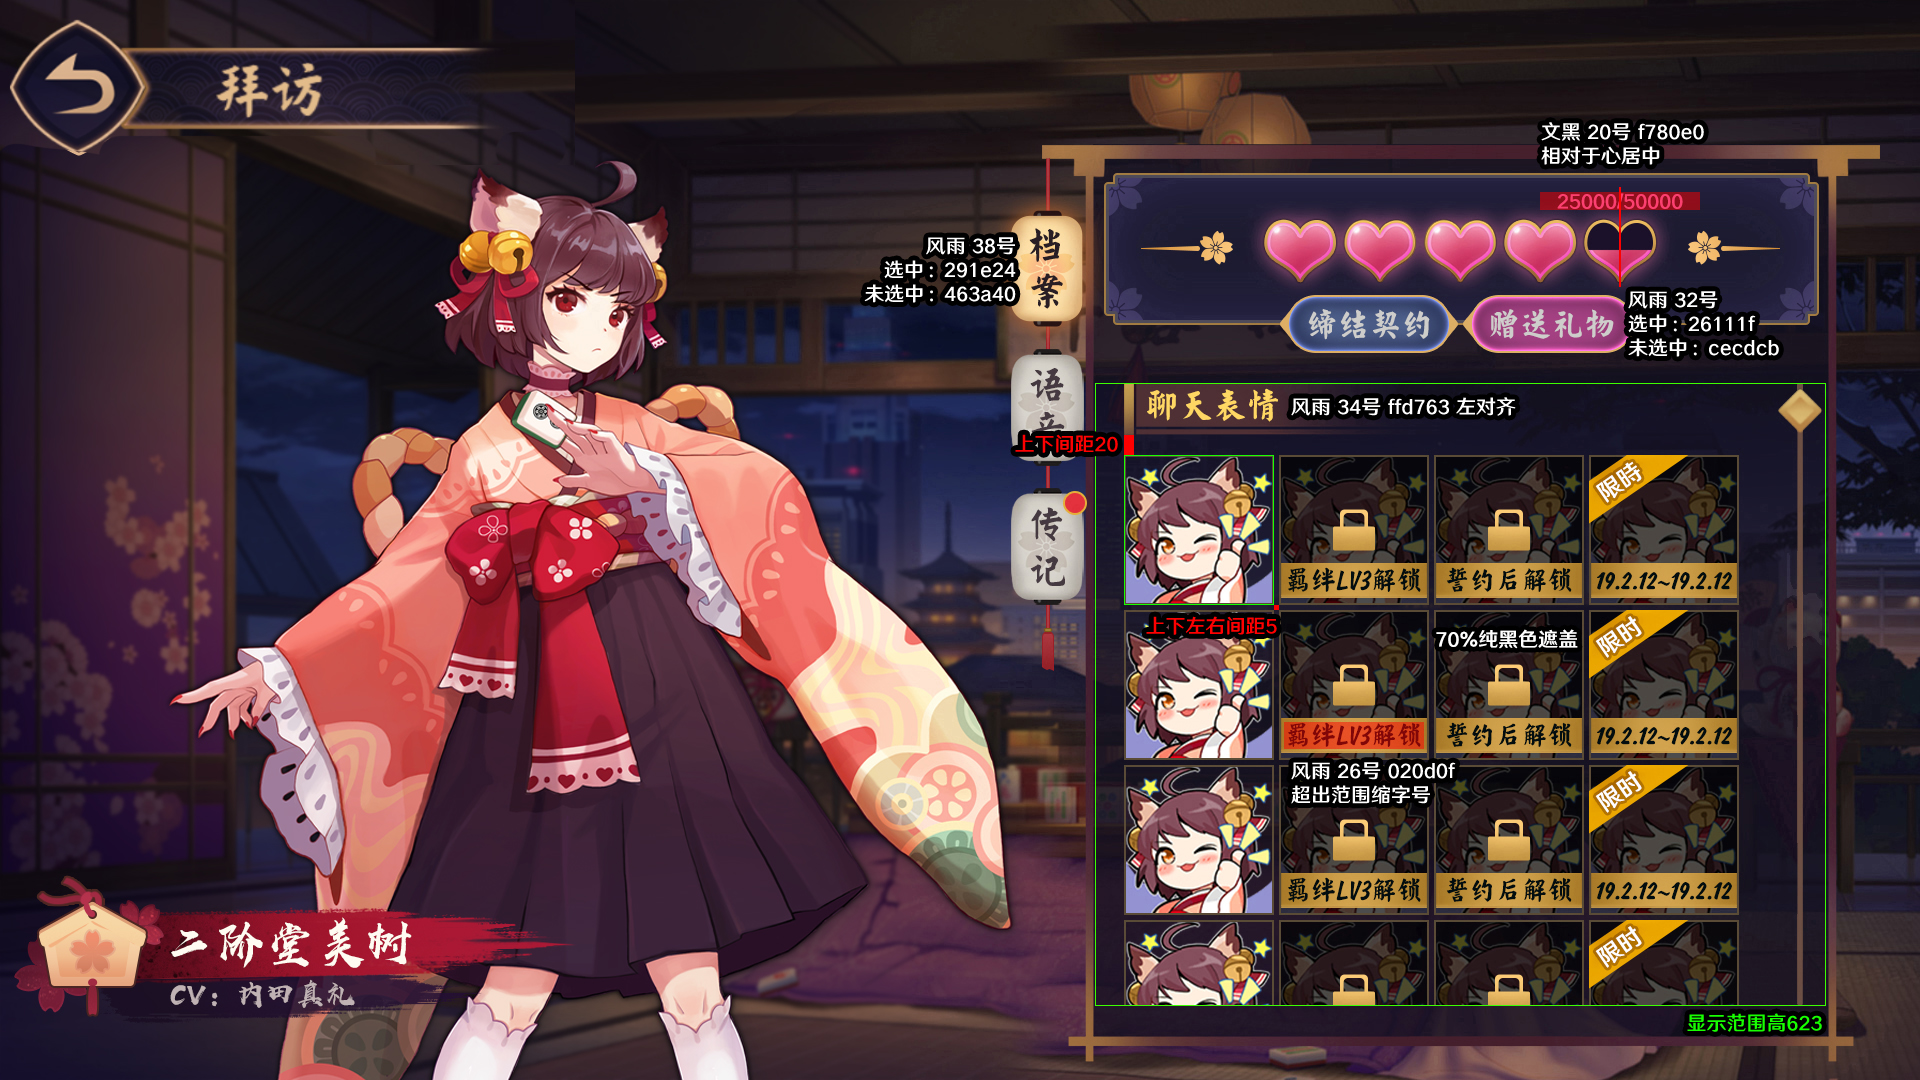 拜访
文黑 20号 f780e0
相对于心居中
25000/50000
风雨 38号
选中：291e24
未选中：463a40
档案
缔结契约
赠送礼物
风雨 32号
选中：26111f
未选中：cecdcb
语音
聊天表情
风雨 34号 ffd763 左对齐
上下间距20
传记
限時
羁绊LV3解锁
誓约后解锁
19.2.12~19.2.12
上下左右间距5
70%纯黑色遮盖
限时
羁绊LV3解锁
誓约后解锁
19.2.12~19.2.12
风雨 26号 020d0f
超出范围缩字号
限时
羁绊LV3解锁
誓约后解锁
19.2.12~19.2.12
限时
二阶堂美树
CV：内田真礼
显示范围高623